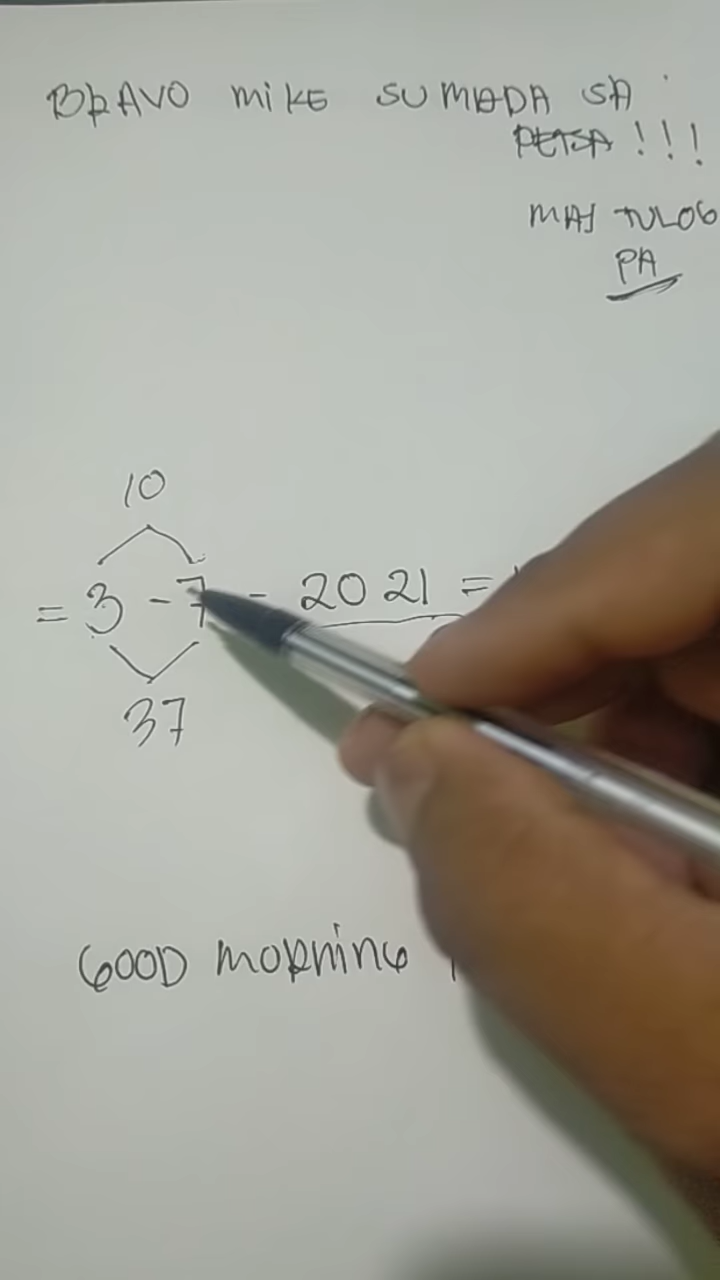 BRAVO MIKE SUMADA SA
PETSA!!!
MAY TULOG
PA
10
= 3 - 7 - 2021 =
37
GOOD MORNING